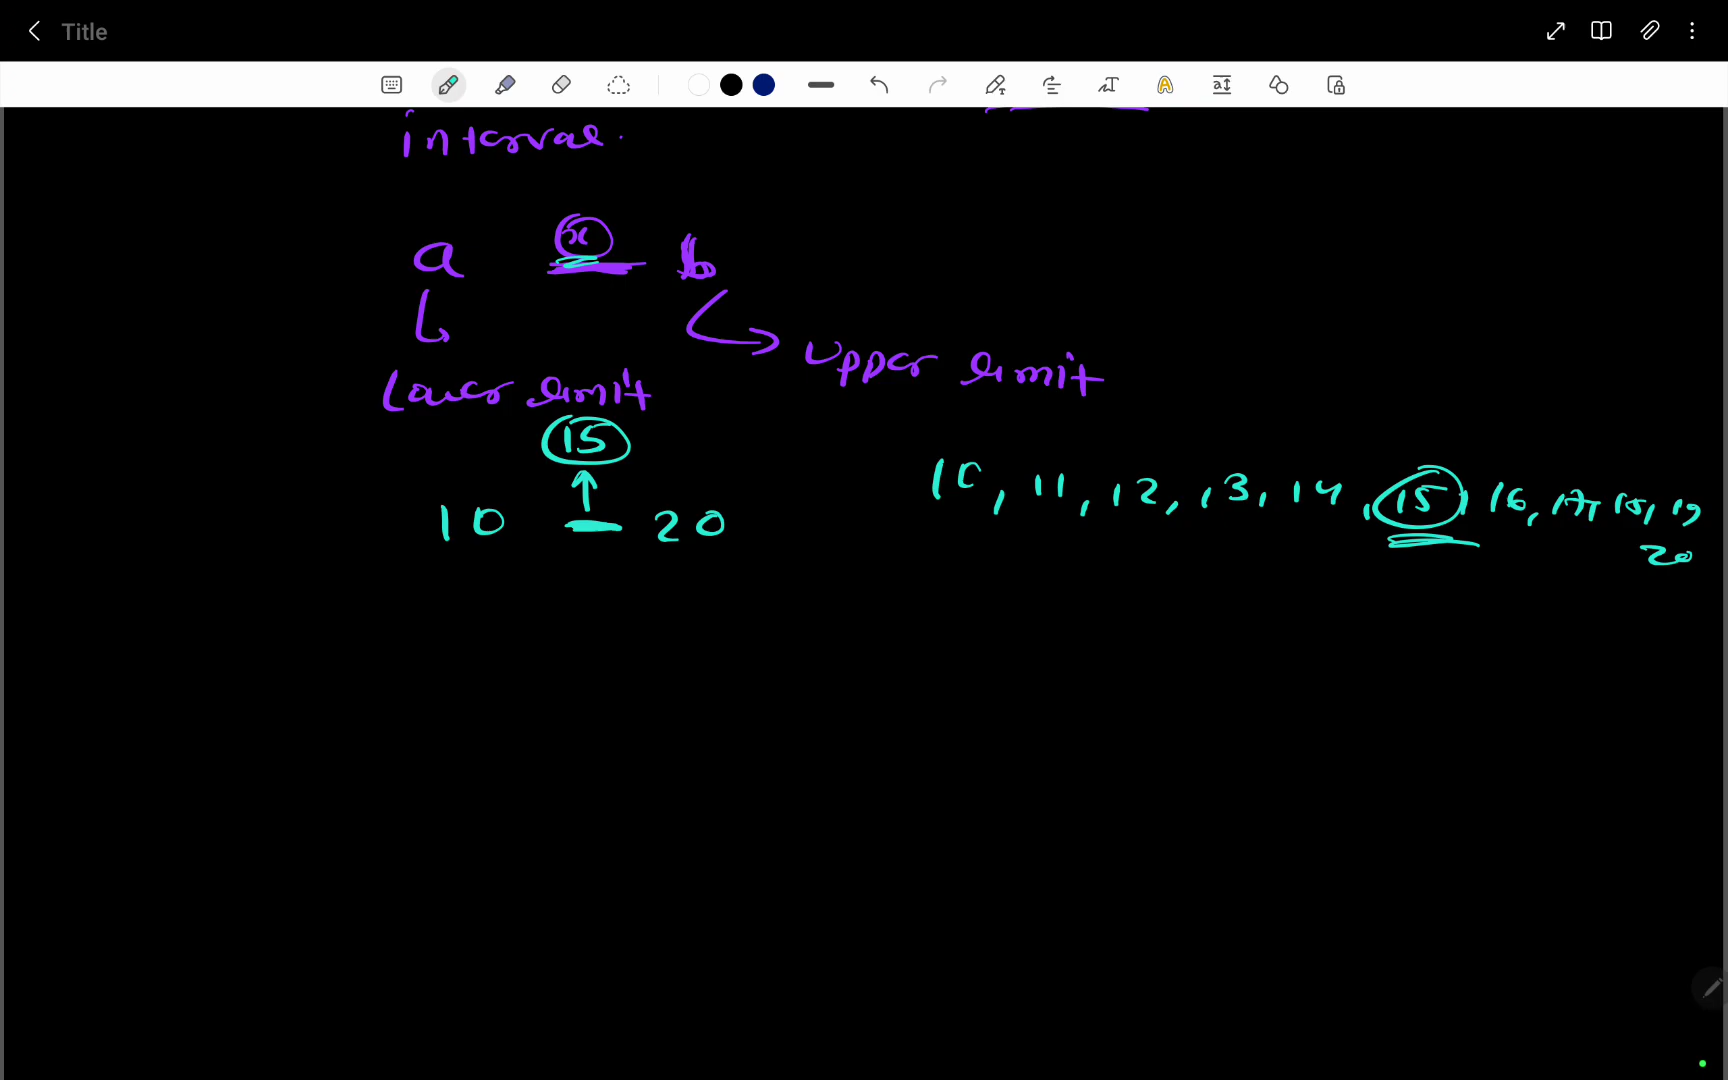 Title
interval.
a x b
Lower limit
Upper limit
15
10 — 20
10, 11, 12, 13, 14, 15, 16, 17, 18, 19
20